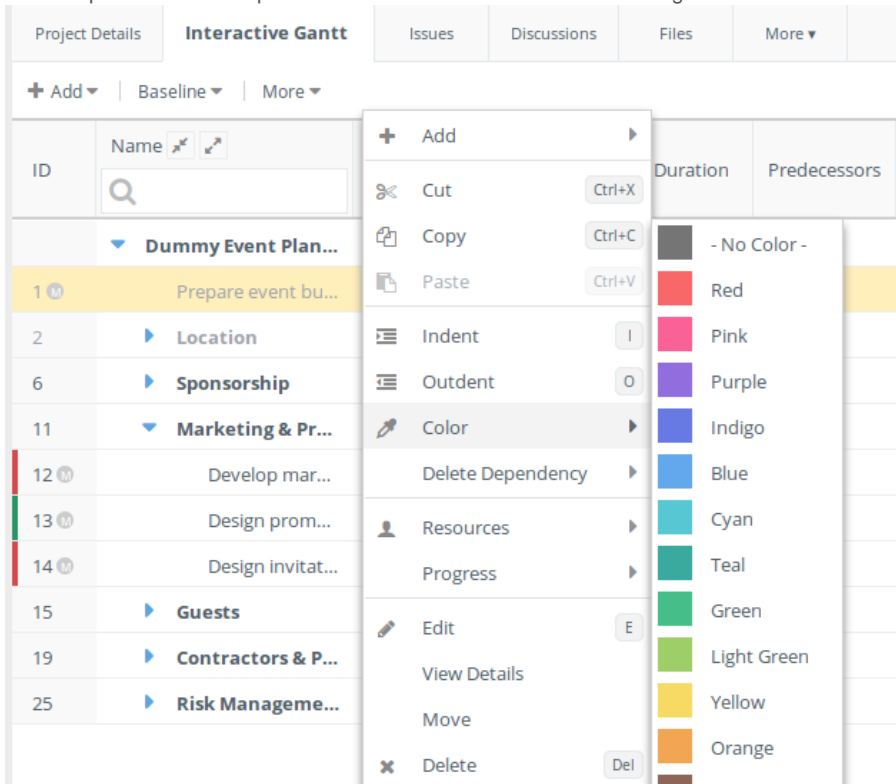 Project Details Interactive Gantt Issues Discussions Files More ▾
+ Add ▾ | Baseline ▾ | More ▾
ID Name Duration Predecessors
Add
Cut Ctrl+X
Copy Ctrl+C
Paste Ctrl+V
Indent I
Outdent O
Color
Delete Dependency
Resources
Progress
Edit E
View Details
Move
Delete Del
- No Color -
Red
Pink
Purple
Indigo
Blue
Cyan
Teal
Green
Light Green
Yellow
Orange
Dummy Event Plan...
1 M Prepare event bu...
2 Location
6 Sponsorship
11 Marketing & Pr...
12 M Develop mar...
13 M Design prom...
14 M Design invitat...
15 Guests
19 Contractors & P...
25 Risk Manageme...